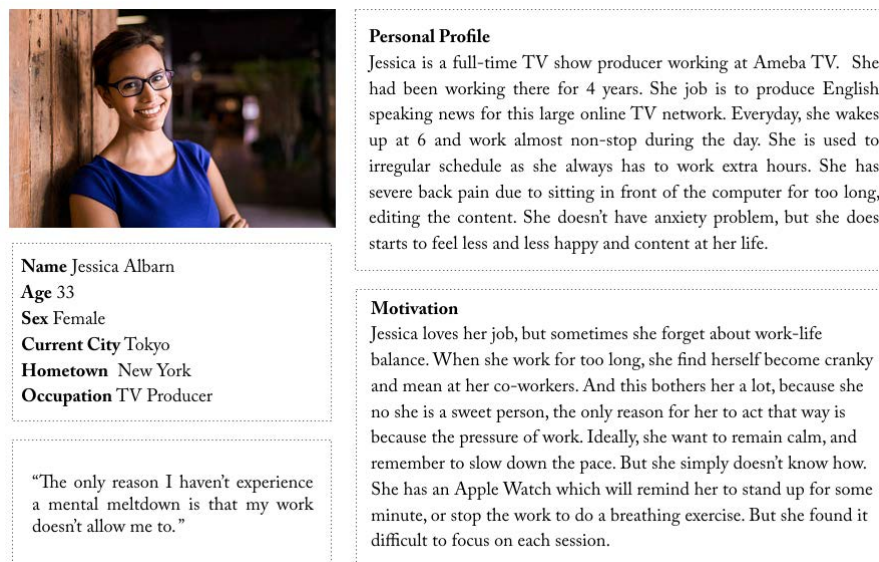 Name Jessica Albarn
Age 33
Sex Female
Current City Tokyo
Hometown New York
Occupation TV Producer
“The only reason I haven’t experience
a mental meltdown is that my work
doesn’t allow me to.”
Personal Profile
Jessica is a full-time TV show producer working at Ameba TV. She
had been working there for 4 years. She job is to produce English
speaking news for this large online TV network. Everyday, she wakes
up at 6 and work almost non-stop during the day. She is used to
irregular schedule as she always has to work extra hours. She has
severe back pain due to sitting in front of the computer for too long,
editing the content. She doesn’t have anxiety problem, but she does
starts to feel less and less happy and content at her life.
Motivation
Jessica loves her job, but sometimes she forget about work-life
balance. When she work for too long, she find herself become cranky
and mean at her co-workers. And this bothers her a lot, because she
no she is a sweet person, the only reason for her to act that way is
because the pressure of work. Ideally, she want to remain calm, and
remember to slow down the pace. But she simply doesn’t know how.
She has an Apple Watch which will remind her to stand up for some
minute, or stop the work to do a breathing exercise. But she found it
difficult to focus on each session.